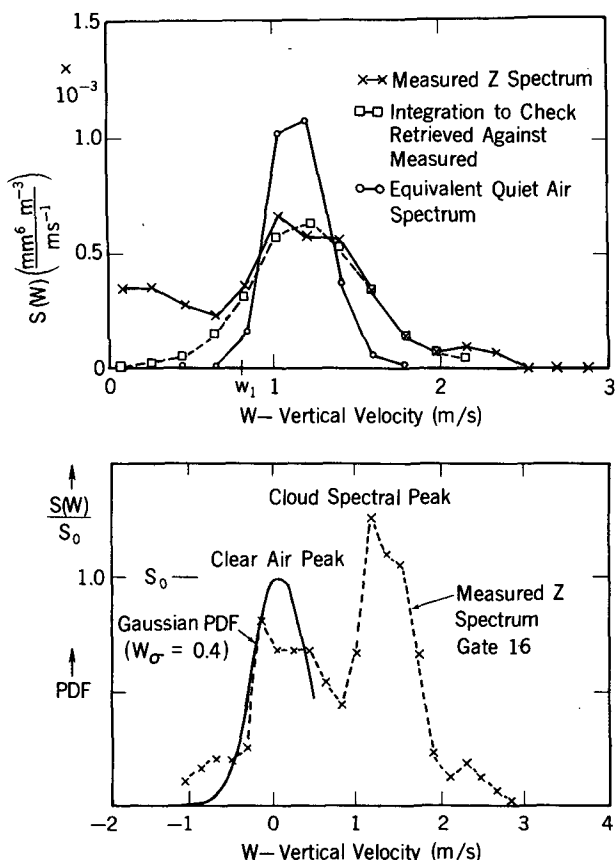 1.5
×
10⁻³
1.0
0.5
0
S(W) (mm⁶ m⁻³ / ms⁻¹)
×—× Measured Z Spectrum
□-□ Integration to Check
Retrieved Against
Measured
○—○ Equivalent Quiet Air
Spectrum
0 w₁ 1 2 3
W— Vertical Velocity (m/s)
S(W)
S₀
Cloud Spectral Peak
S₀ — Clear Air Peak
1.0
Gaussian PDF
(Wσ = 0.4)
Measured Z
Spectrum
Gate 16
PDF
−2 −1 0 1 2 3 4
W— Vertical Velocity (m/s)